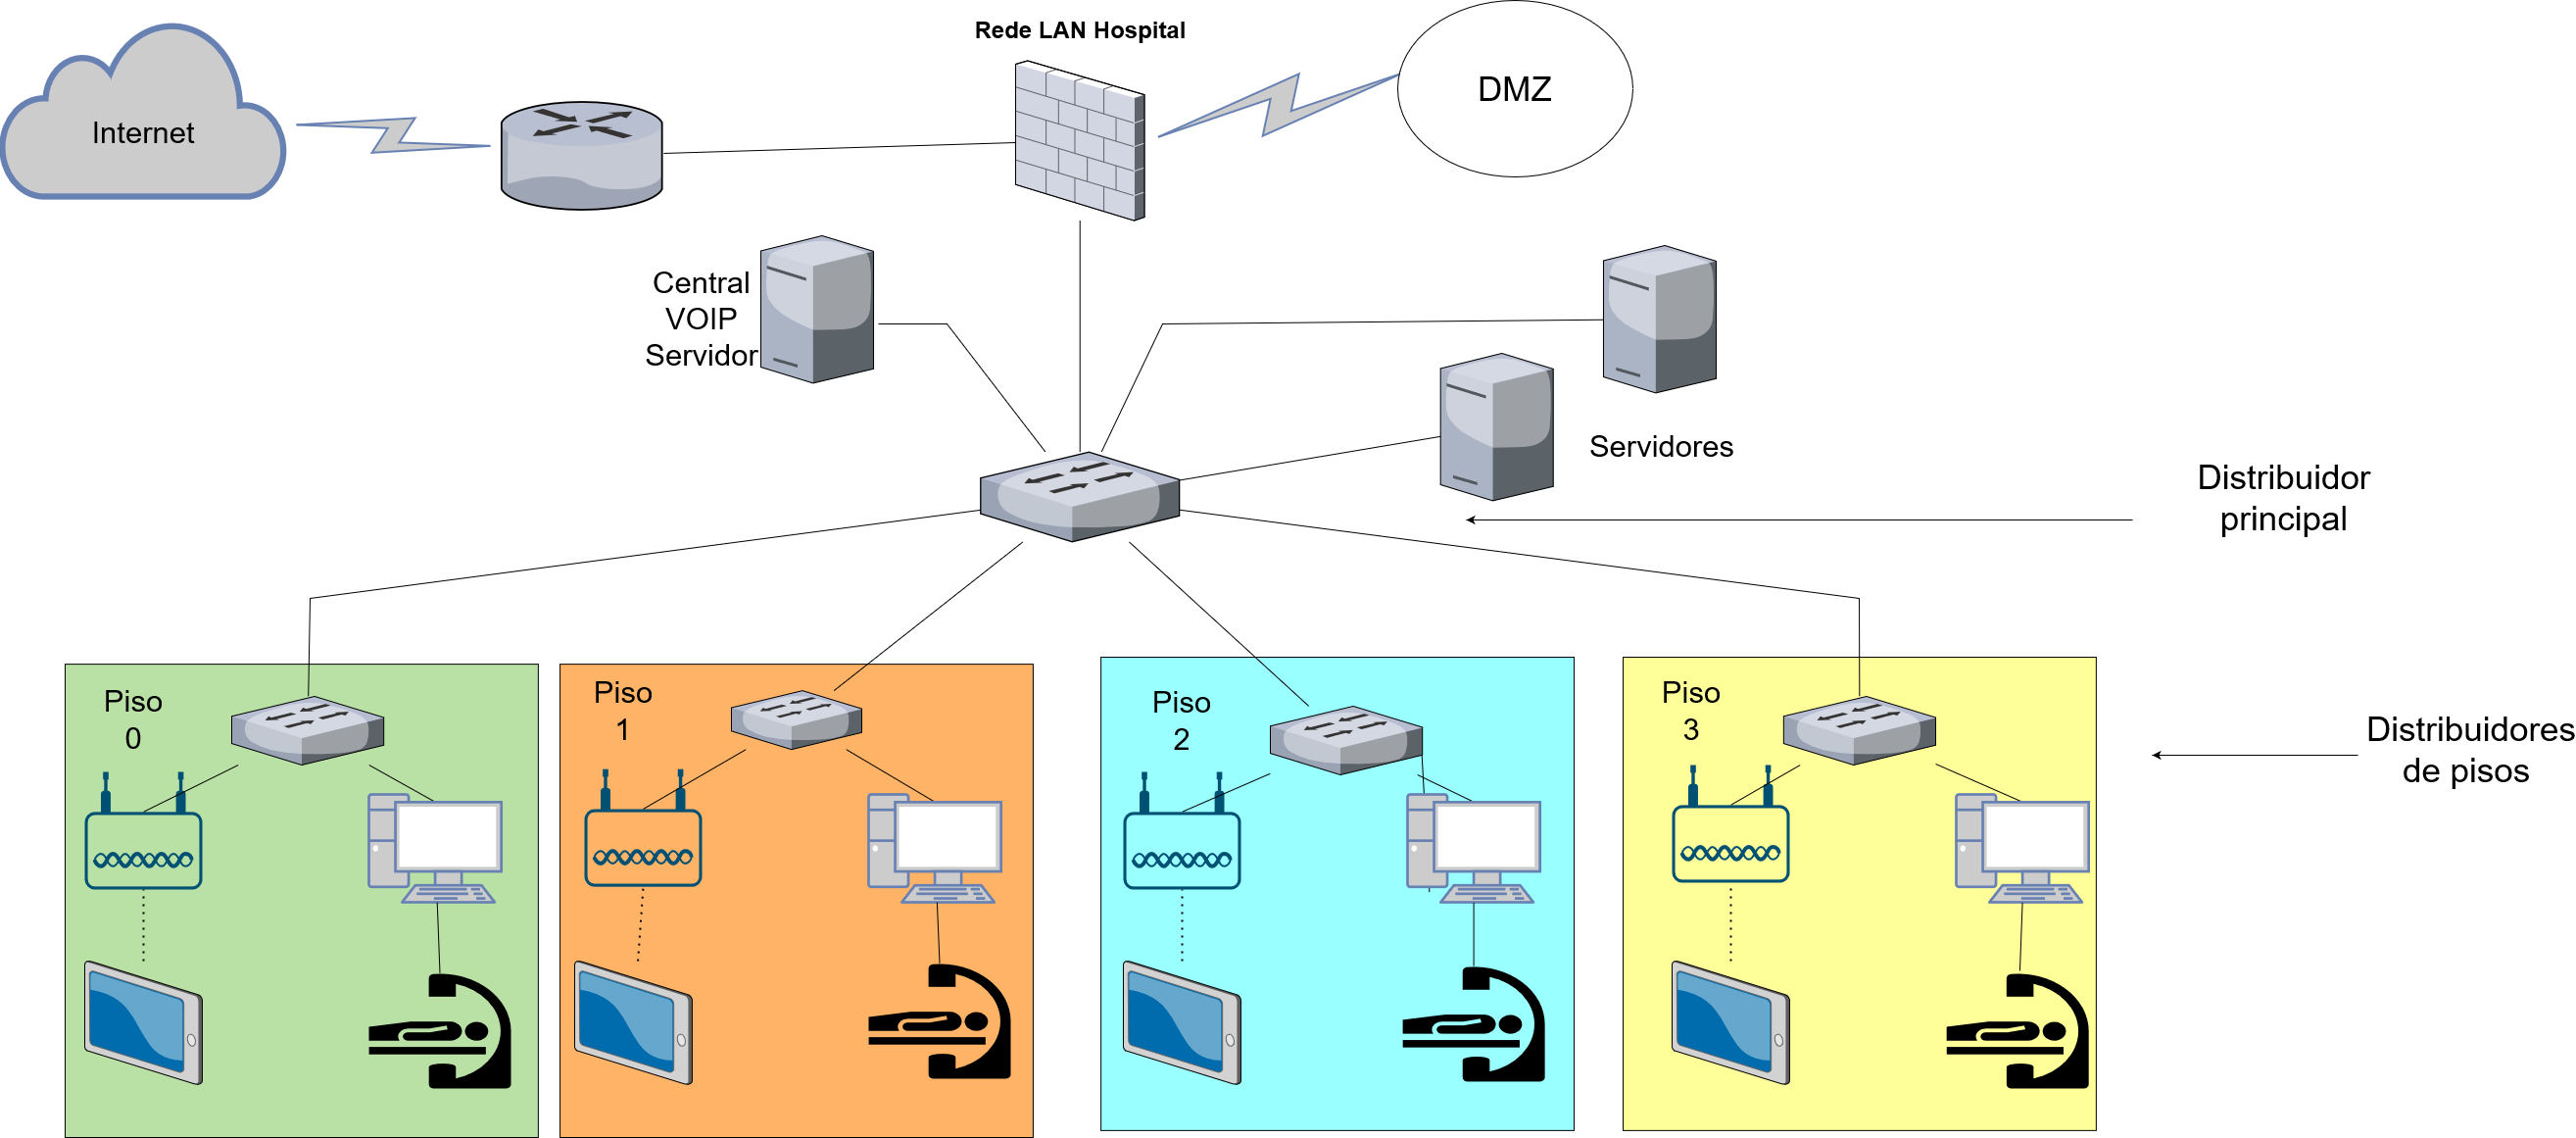 Rede LAN Hospital
DMZ
Internet
Central
VOIP
Servidor
Servidores
Distribuidor
principal
Piso
0
Piso
1
Piso
2
Piso
3
Distribuidores
de pisos